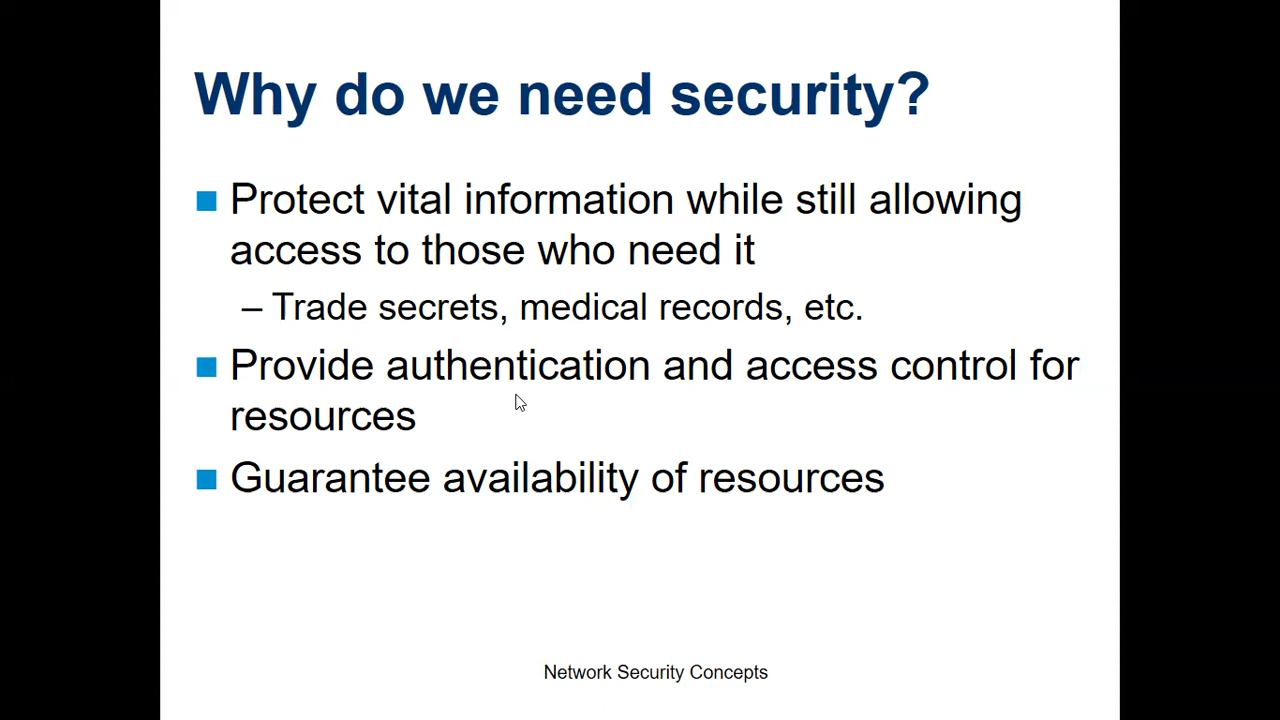 Why do we need security?
Protect vital information while still allowing
access to those who need it
– Trade secrets, medical records, etc.
Provide authentication and access control for
resources
Guarantee availability of resources
Network Security Concepts